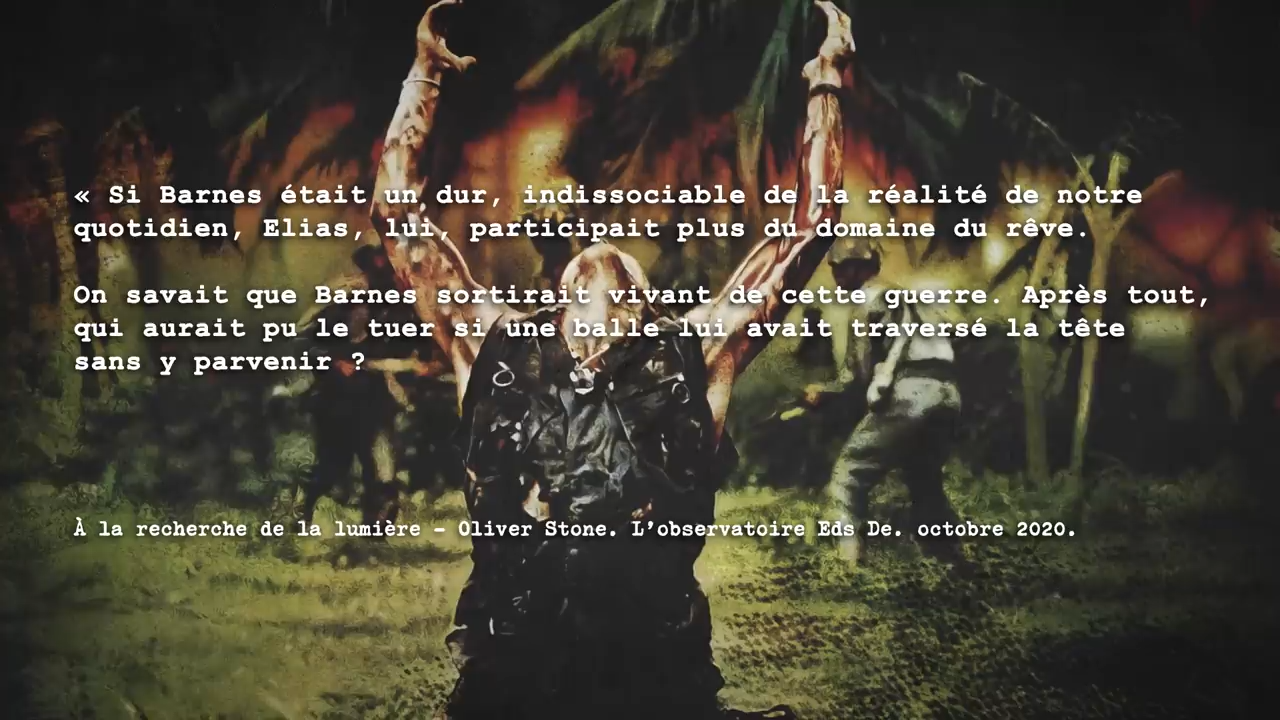 « Si Barnes était un dur, indissociable de la réalité de notre
quotidien, Elias, lui, participait plus du domaine du rêve.
On savait que Barnes sortirait vivant de cette guerre. Après tout,
qui aurait pu le tuer si une balle lui avait traversé la tête
sans y parvenir ?
À la recherche de la lumière – Oliver Stone. L’observatoire Eds De. octobre 2020.